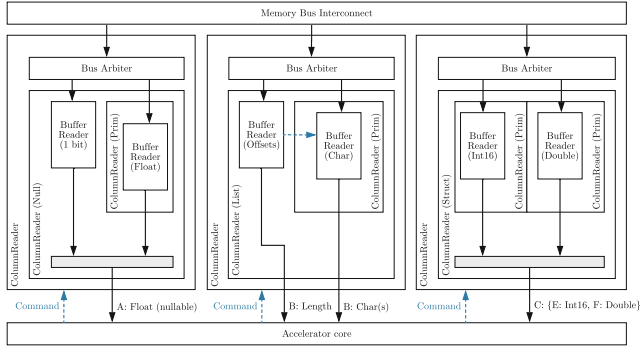 Memory Bus Interconnect
Bus Arbiter
Buffer
Reader
(1 bit)
Buffer
Reader
(Float)
ColumnReader (Prim)
ColumnReader (Null)
ColumnReader
Bus Arbiter
Buffer
Reader
(Offsets)
Buffer
Reader
(Char)
ColumnReader (Prim)
ColumnReader (List)
ColumnReader
Bus Arbiter
Buffer
Reader
(Int16)
ColumnReader (Prim)
Buffer
Reader
(Double)
ColumnReader (Prim)
ColumnReader (Struct)
ColumnReader
Command
A: Float (nullable)
Command
B: Length
B: Char(s)
Command
C: {E: Int16, F: Double}
Accelerator core